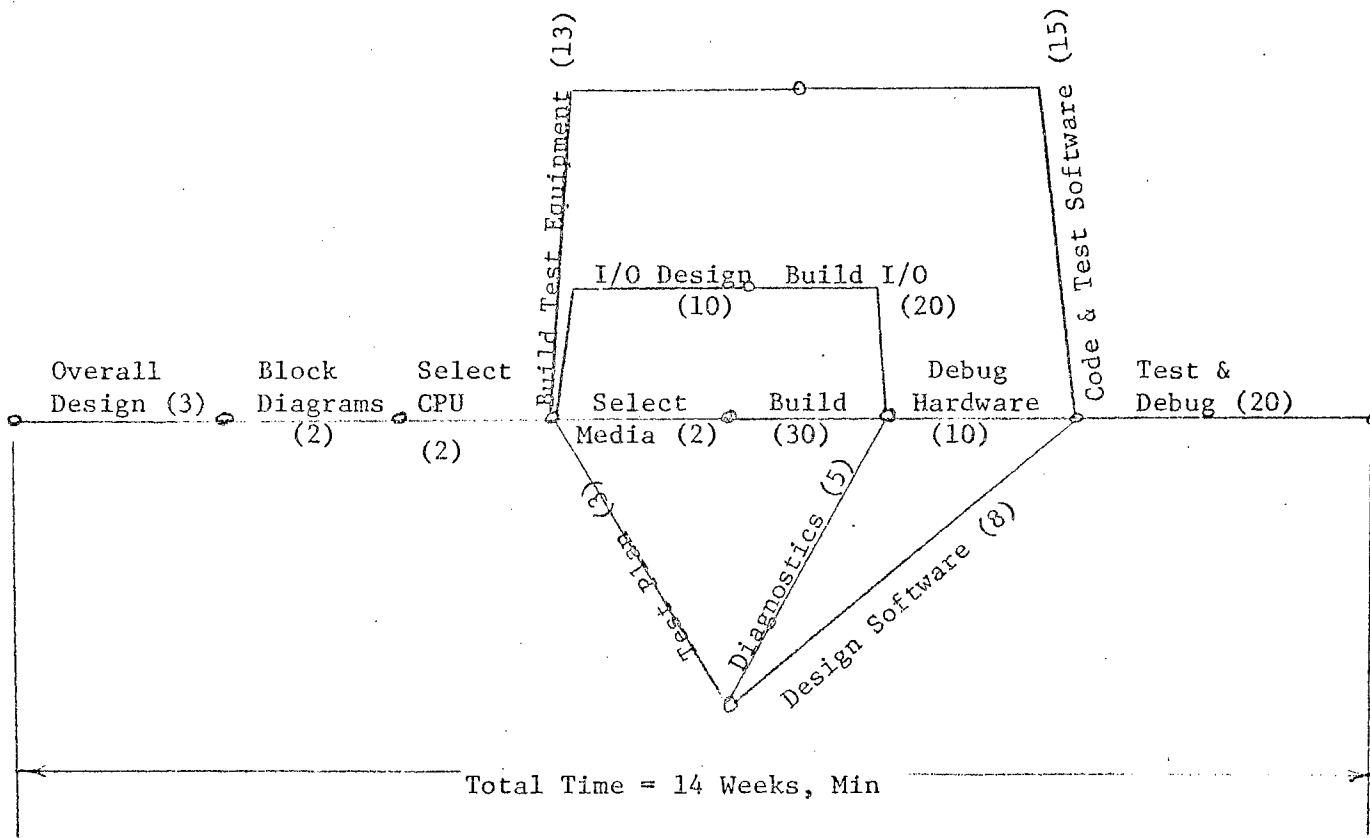 Build Test Equipment (13)
Code & Test Software (15)
I/O Design
(10)
Build I/O
(20)
Overall
Design (3)
Block
Diagrams
(2)
Select
CPU
(2)
Select
Media (2)
Build
(30)
Debug
Hardware
(10)
Test &
Debug (20)
Test Plan (3)
Diagnostics (5)
Design Software (8)
Total Time = 14 Weeks, Min